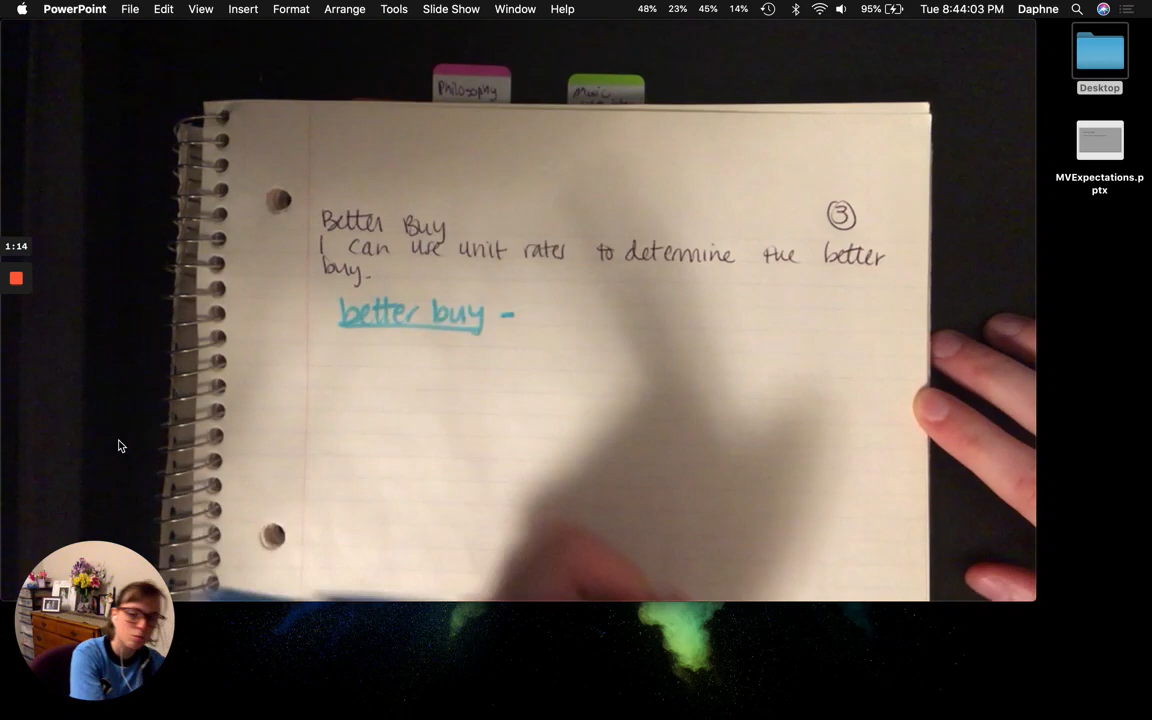 PowerPoint File Edit View Insert Format Arrange Tools Slide Show Window Help 48% 23% 45% 14% 95% Tue 8:44:03 PM Daphne
Desktop
MVExpectations.p
ptx
1:14
Philosophy
Music
Better Buy
3
I can use unit rates to determine the better
buy.
better buy -